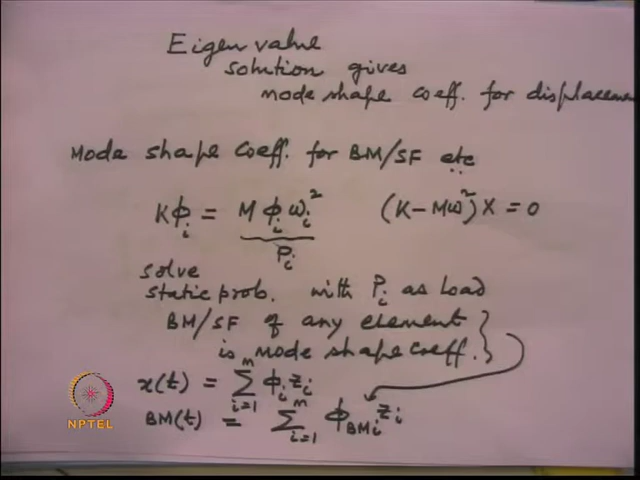 Eigen value
solution gives
mode shape coeff. for displacemen
Mode shape coeff. for BM/SF etc
Kϕᵢ = M ϕᵢ ωᵢ² (K - Mω²) X = 0
Pᵢ
solve
static prob. with Pᵢ as load
BM/SF of any element
is mode shape coeff.
x(t) = Σᵢ₌₁ᵐ ϕᵢ zᵢ
BM(t) = Σᵢ₌₁ᵐ ϕ_BMᵢ zᵢ
NPTEL